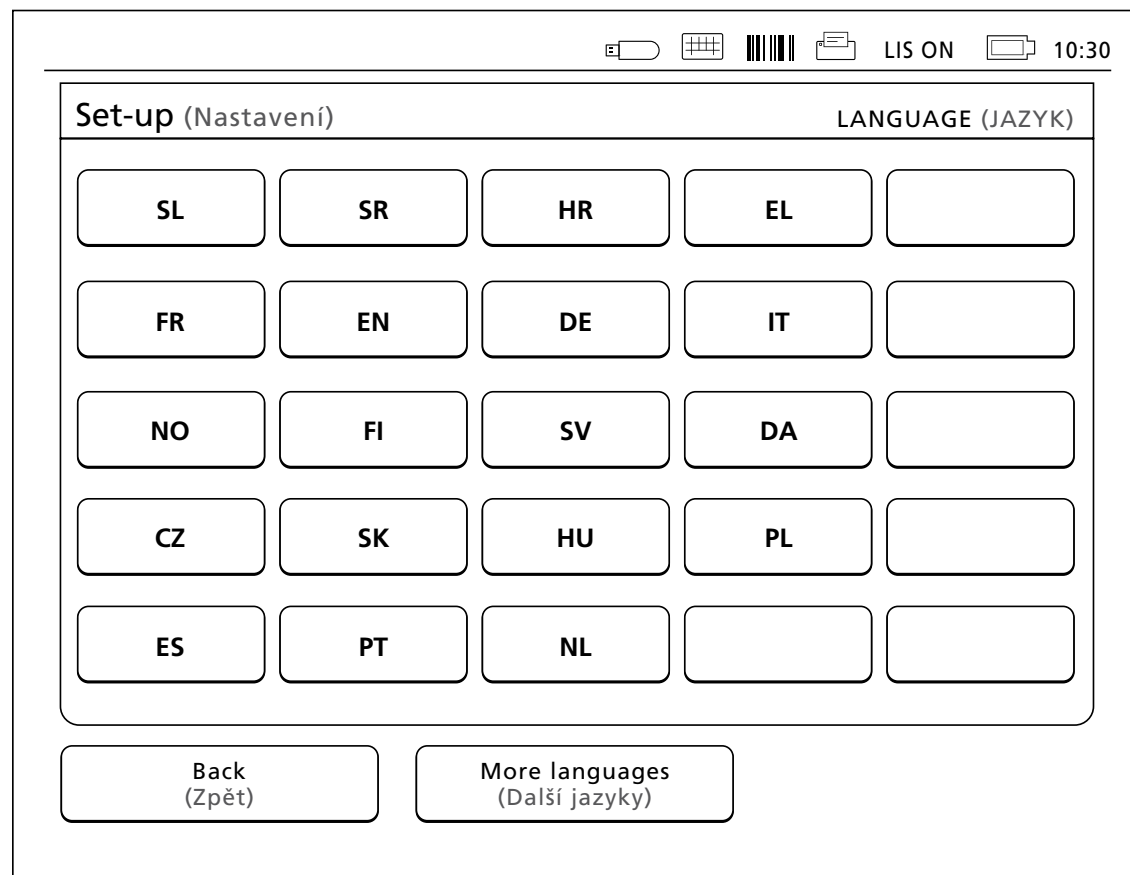 LIS ON 10:30
Set-up (Nastavení) LANGUAGE (JAZYK)
SL SR HR EL
FR EN DE IT
NO FI SV DA
CZ SK HU PL
ES PT NL
Back More languages
(Zpět) (Další jazyky)